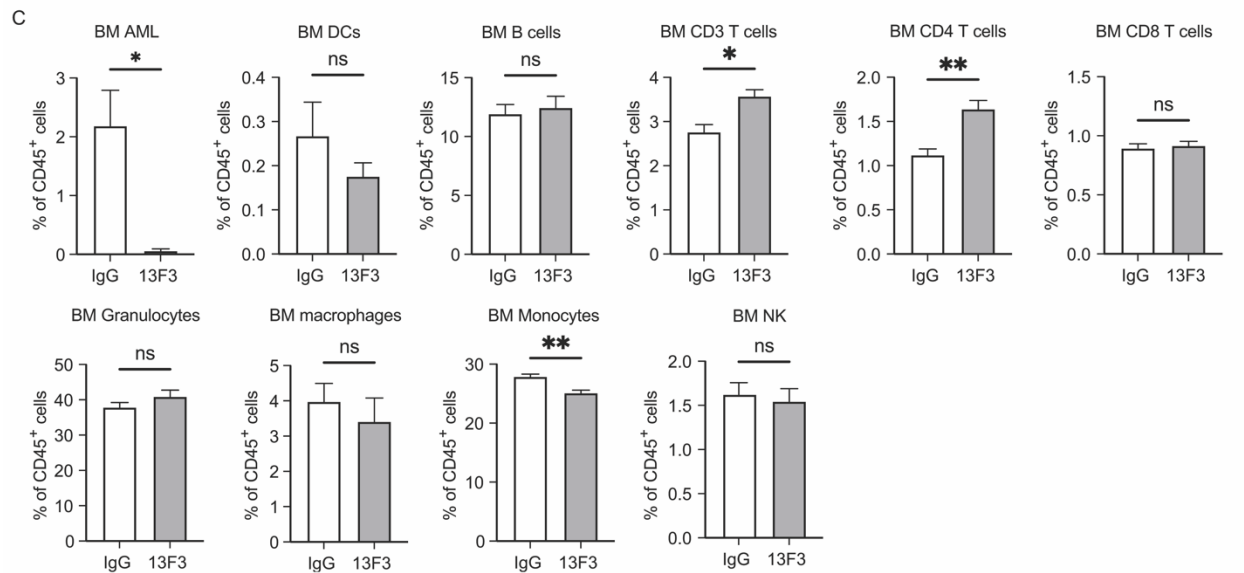 C
BM AML
*
% of CD45+ cells
3
2
1
0
IgG 13F3
BM DCs
ns
% of CD45+ cells
0.4
0.3
0.2
0.1
0.0
IgG 13F3
BM B cells
ns
% of CD45+ cells
15
10
5
0
IgG 13F3
BM CD3 T cells
*
% of CD45+ cells
4
3
2
1
0
IgG 13F3
BM CD4 T cells
**
% of CD45+ cells
2.0
1.5
1.0
0.5
0.0
IgG 13F3
BM CD8 T cells
ns
% of CD45+ cells
1.5
1.0
0.5
0.0
IgG 13F3
BM Granulocytes
ns
% of CD45+ cells
50
40
30
20
10
0
IgG 13F3
BM macrophages
ns
% of CD45+ cells
5
4
3
2
1
0
IgG 13F3
BM Monocytes
**
% of CD45+ cells
30
20
10
0
IgG 13F3
BM NK
ns
% of CD45+ cells
2.0
1.5
1.0
0.5
0.0
IgG 13F3